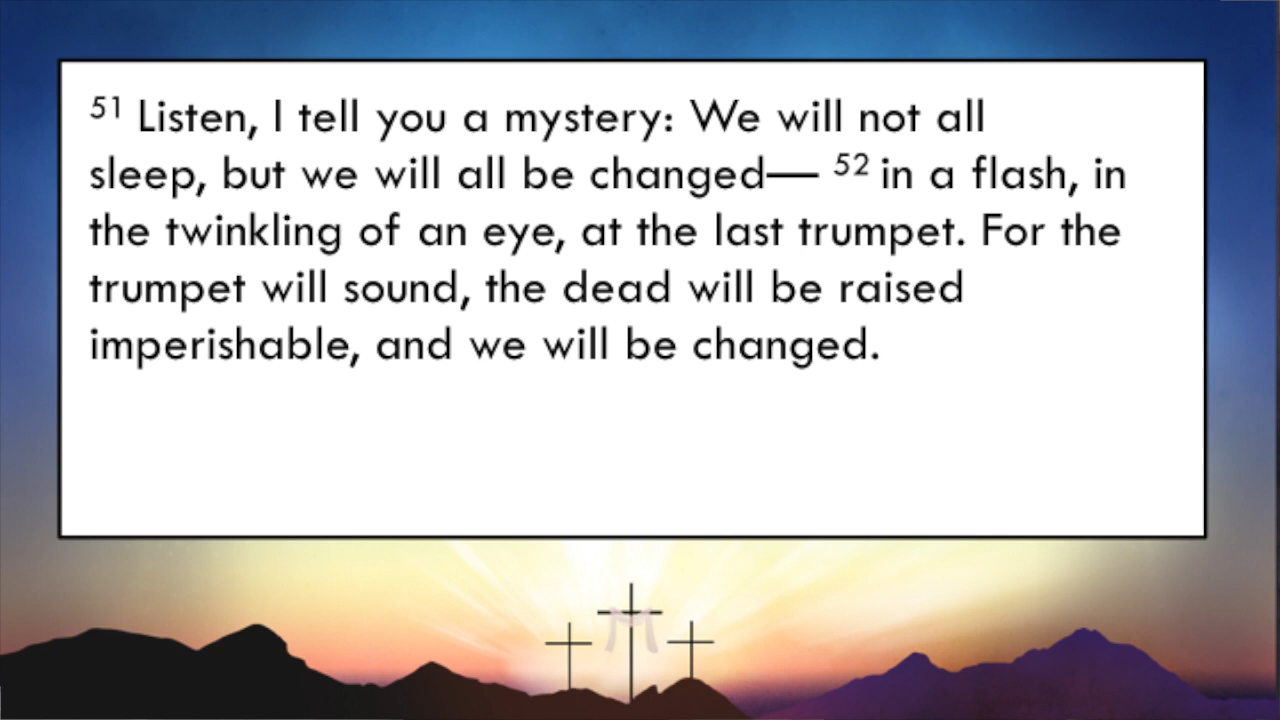 51 Listen, I tell you a mystery: We will not all
sleep, but we will all be changed— 52 in a flash, in
the twinkling of an eye, at the last trumpet. For the
trumpet will sound, the dead will be raised
imperishable, and we will be changed.